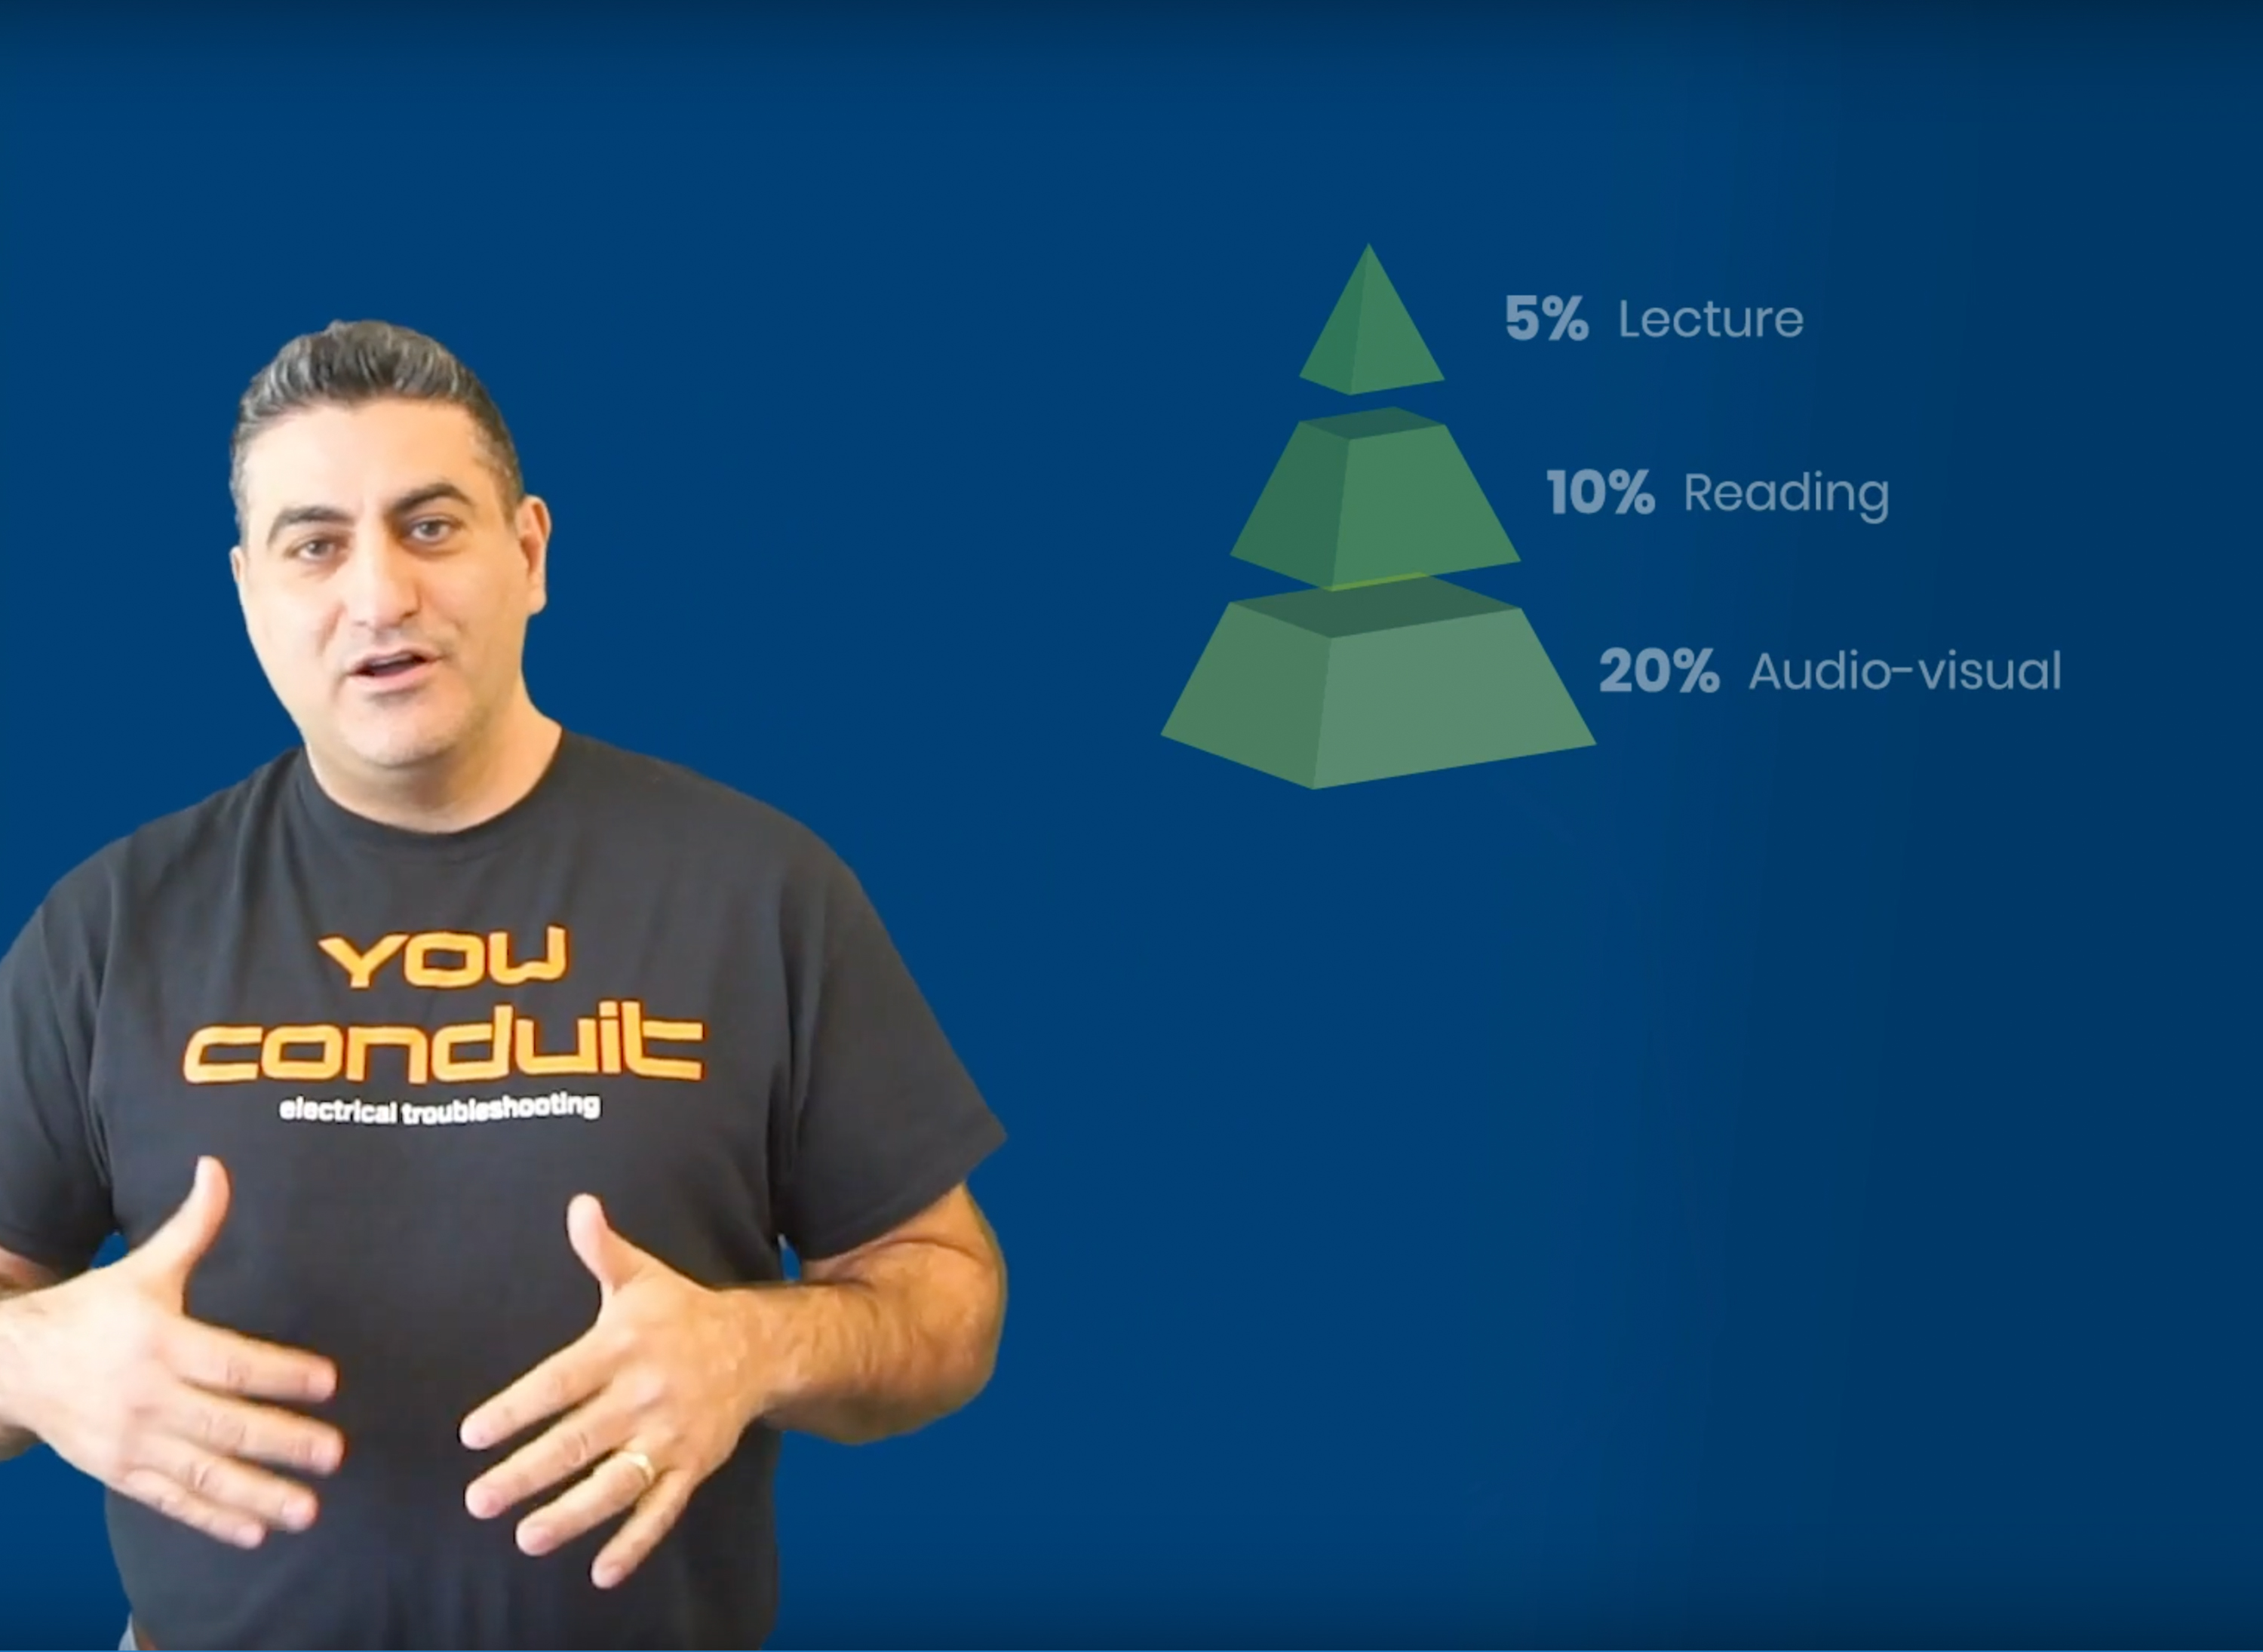 5% Lecture
10% Reading
20% Audio-visual
YOU
conduit
electrical troubleshooting